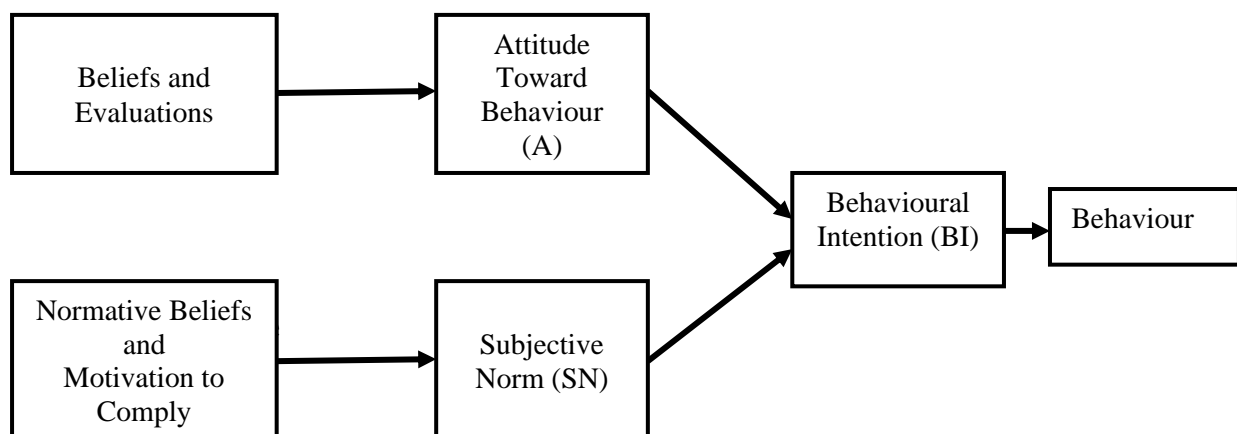 Beliefs and
Evaluations
Attitude
Toward
Behaviour
(A)
Normative Beliefs
and
Motivation to
Comply
Subjective
Norm (SN)
Behavioural
Intention (BI)
Behaviour